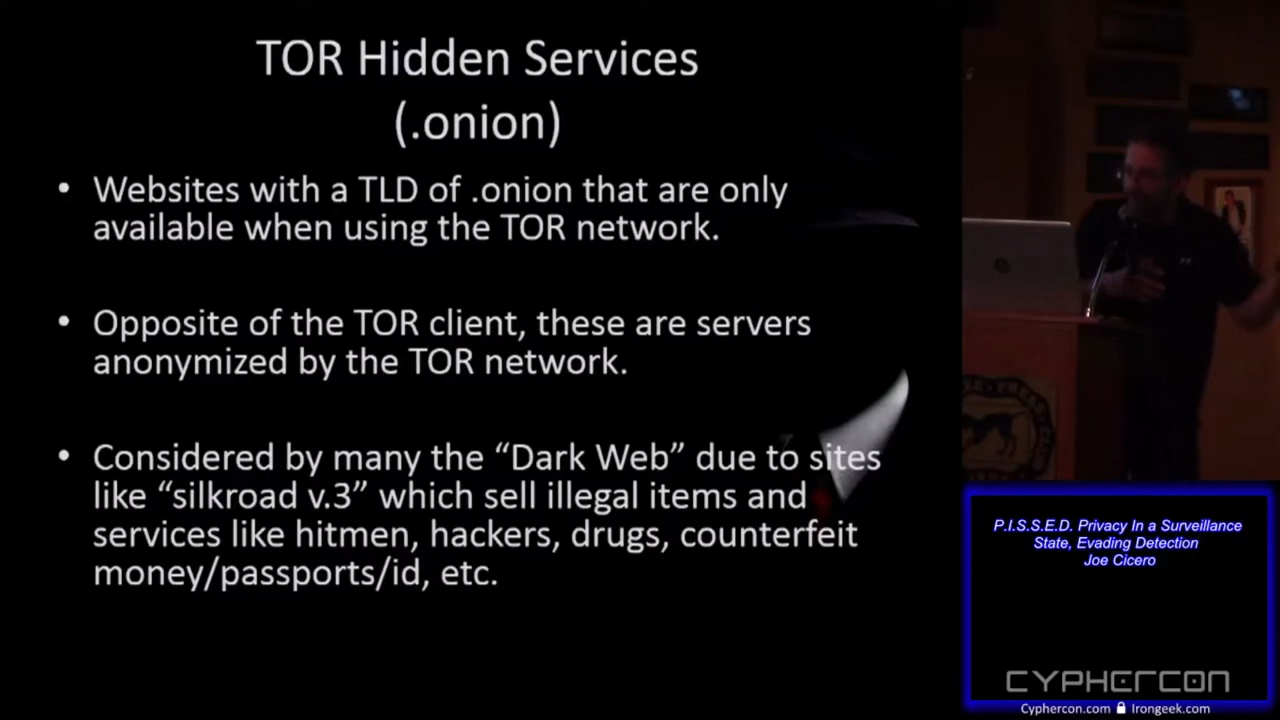 TOR Hidden Services
(.onion)
• Websites with a TLD of .onion that are only
available when using the TOR network.
• Opposite of the TOR client, these are servers
anonymized by the TOR network.
• Considered by many the “Dark Web” due to sites
like “silkroad v.3” which sell illegal items and
services like hitmen, hackers, drugs, counterfeit
money/passports/id, etc.
P.I.S.S.E.D. Privacy In a Surveillance
State, Evading Detection
Joe Cicero
CYPHERCON
Cyphercon.com Irongeek.com